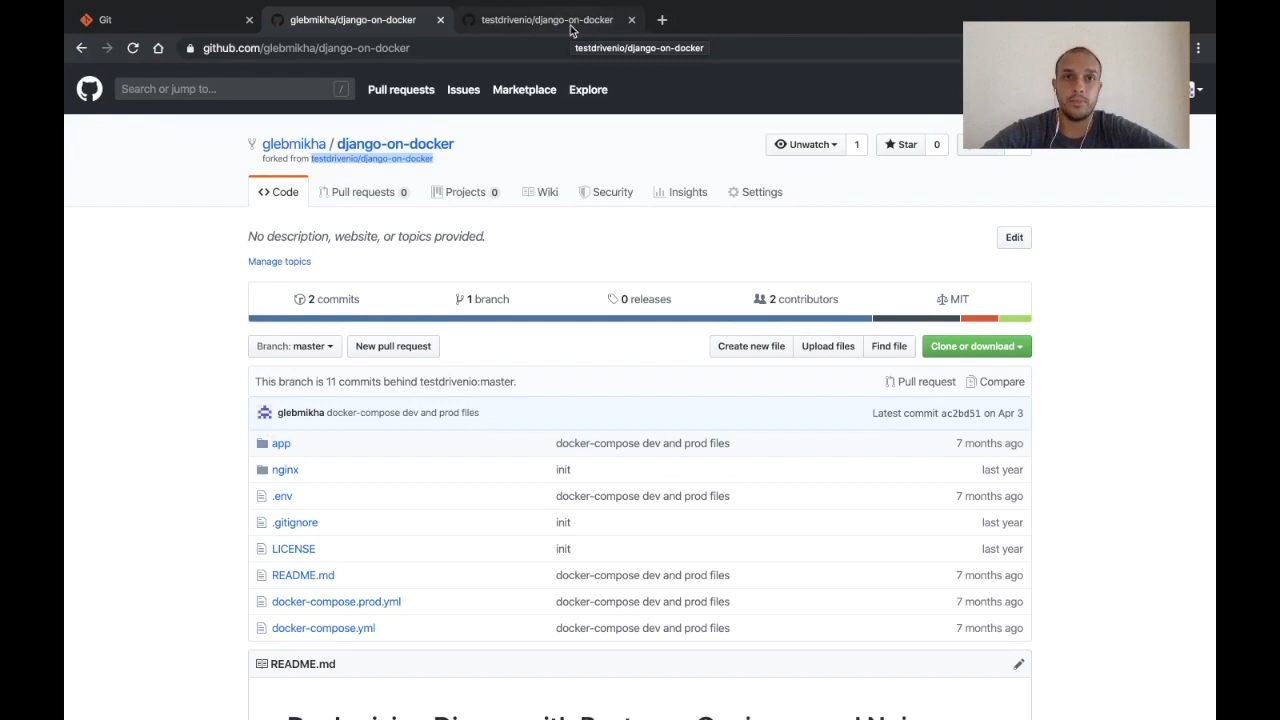 Git
glebmikha/django-on-docker
testdrivenio/django-on-docker
github.com/glebmikha/django-on-docker
testdrivenio/django-on-docker
Search or jump to... /
Pull requests Issues Marketplace Explore
glebmikha / django-on-docker
forked from testdrivenio/django-on-docker
Unwatch 1
Star 0
Code Pull requests 0 Projects 0 Wiki Security Insights Settings
No description, website, or topics provided.
Edit
Manage topics
2 commits 1 branch 0 releases 2 contributors MIT
Branch: master New pull request Create new file Upload files Find file Clone or download
This branch is 11 commits behind testdrivenio:master. Pull request Compare
glebmikha docker-compose dev and prod files Latest commit ac2bd51 on Apr 3
app docker-compose dev and prod files 7 months ago
nginx init last year
.env docker-compose dev and prod files 7 months ago
.gitignore init last year
LICENSE init last year
README.md docker-compose dev and prod files 7 months ago
docker-compose.prod.yml docker-compose dev and prod files 7 months ago
docker-compose.yml docker-compose dev and prod files 7 months ago
README.md